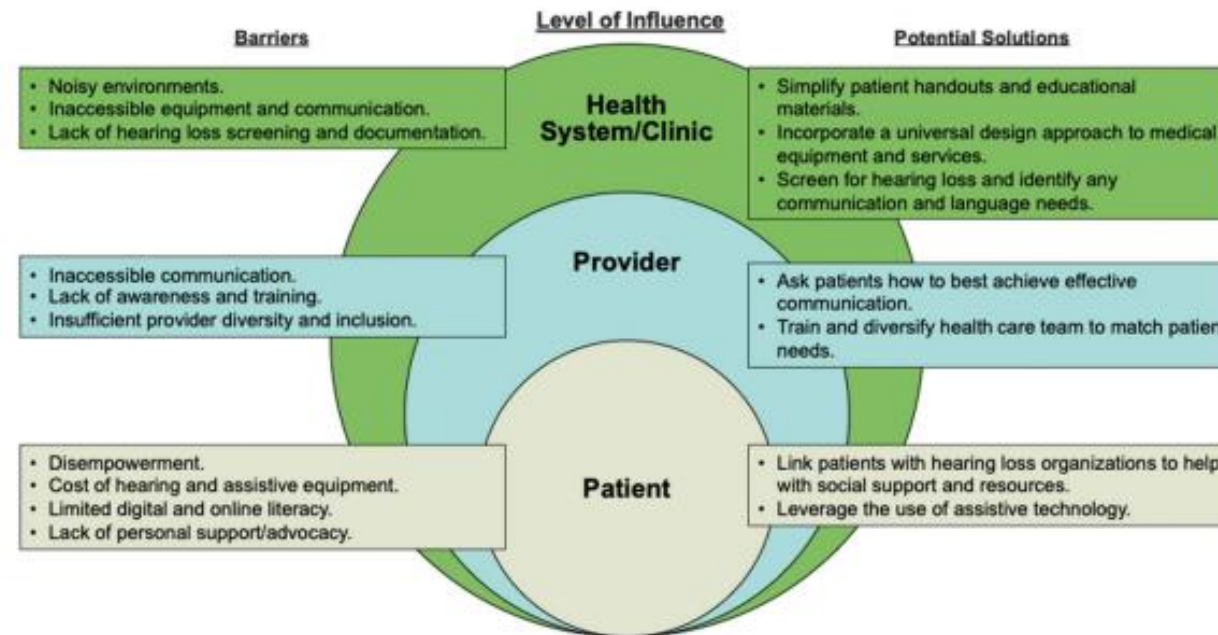 Level of Influence
Barriers
Potential Solutions
• Noisy environments.
• Inaccessible equipment and communication.
• Lack of hearing loss screening and documentation.
Health
System/Clinic
• Simplify patient handouts and educational
materials.
• Incorporate a universal design approach to medical
equipment and services.
• Screen for hearing loss and identify any
communication and language needs.
• Inaccessible communication.
• Lack of awareness and training.
• Insufficient provider diversity and inclusion.
Provider
• Ask patients how to best achieve effective
communication.
• Train and diversify health care team to match patien
needs.
• Disempowerment.
• Cost of hearing and assistive equipment.
• Limited digital and online literacy.
• Lack of personal support/advocacy.
Patient
• Link patients with hearing loss organizations to help
with social support and resources.
• Leverage the use of assistive technology.